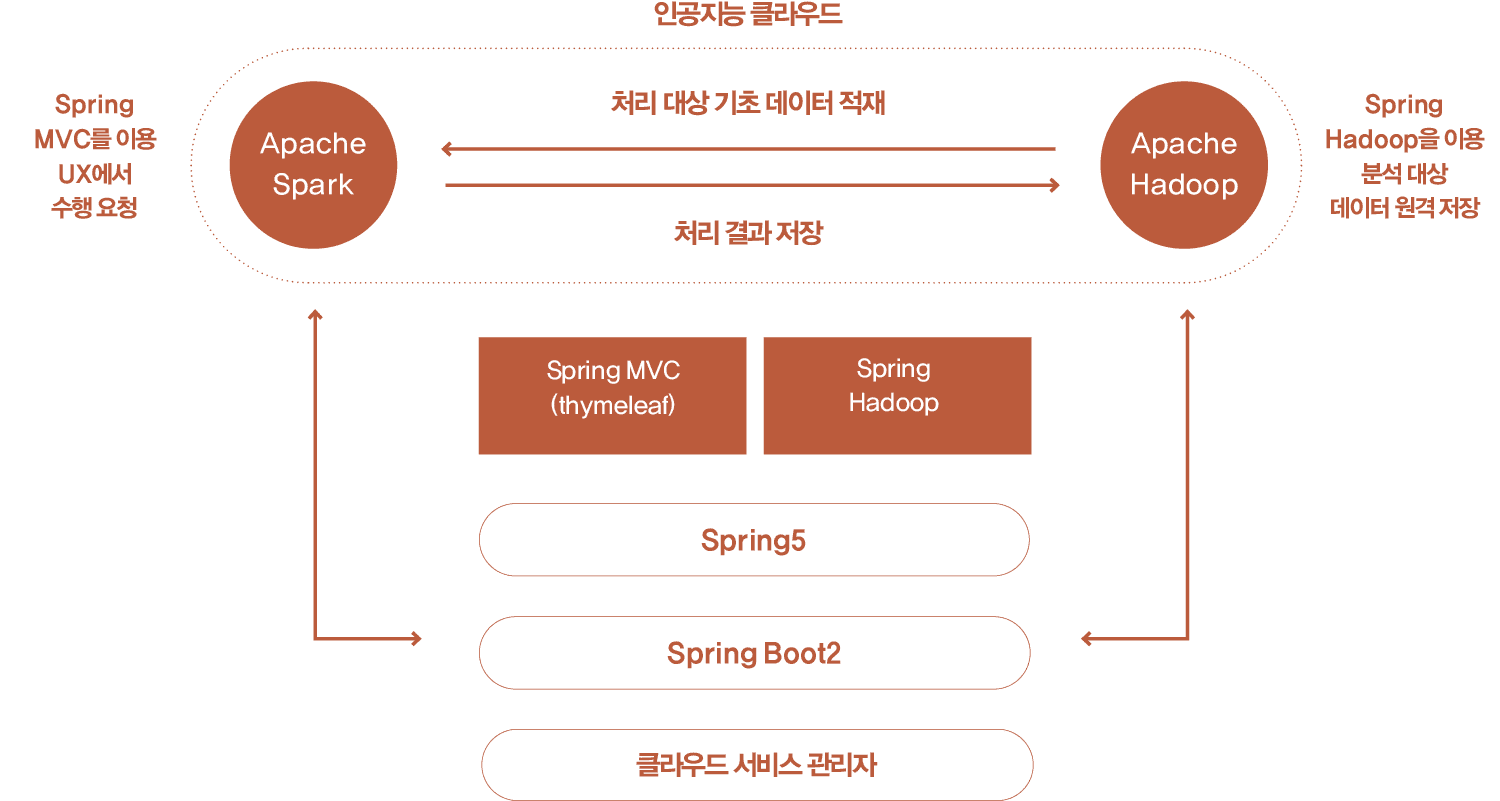 인공지능 클라우드
Spring
MVC를 이용
UX에서
수행 요청
Apache
Spark
처리 대상 기초 데이터 적재
처리 결과 저장
Apache
Hadoop
Spring
Hadoop을 이용
분석 대상
데이터 원격 저장
Spring MVC
(thymeleaf)
Spring
Hadoop
Spring5
Spring Boot2
클라우드 서비스 관리자